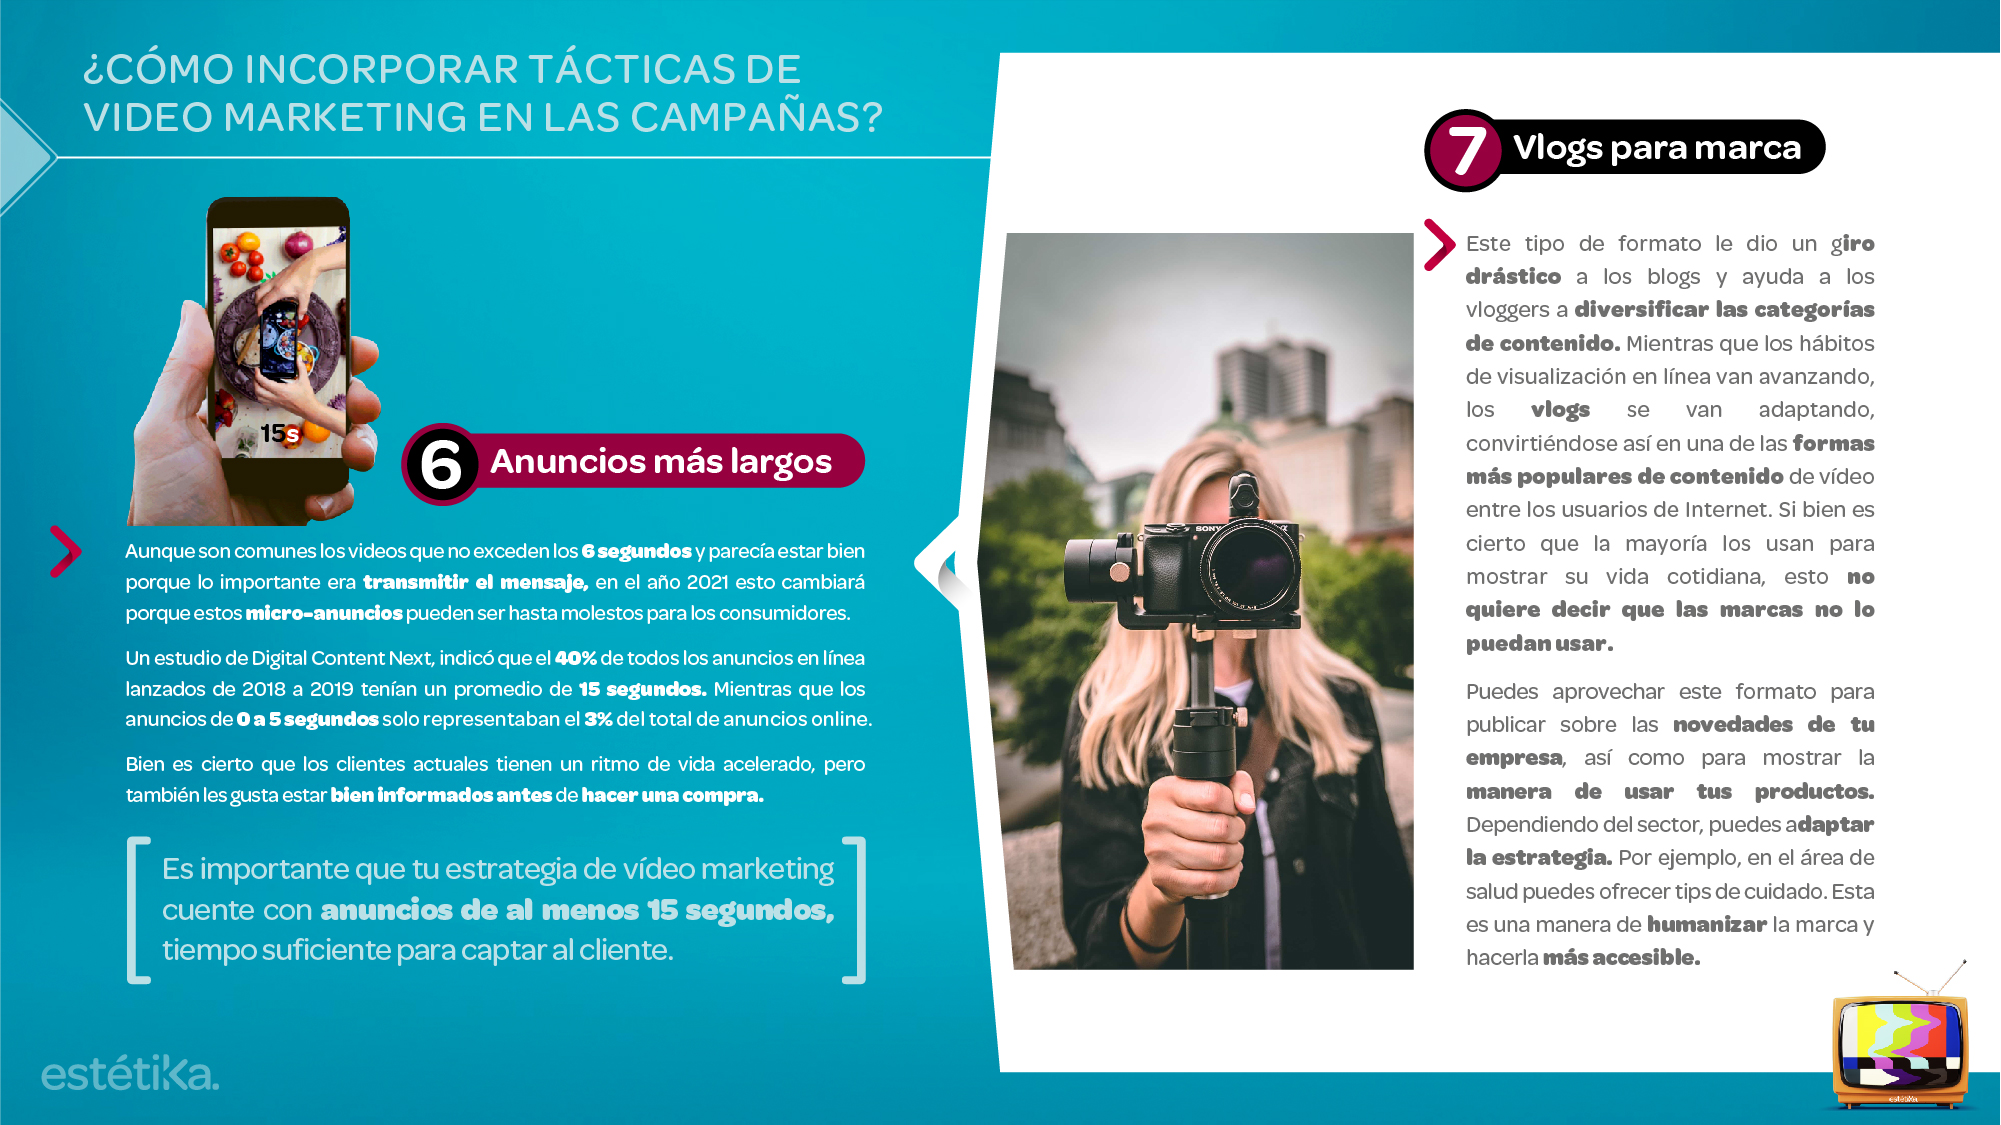 ¿CÓMO INCORPORAR TÁCTICAS DE
VIDEO MARKETING EN LAS CAMPAÑAS?
15s
6 Anuncios más largos
Aunque son comunes los videos que no exceden los 6 segundos y parecía estar bien
porque lo importante era transmitir el mensaje, en el año 2021 esto cambiará
porque estos micro-anuncios pueden ser hasta molestos para los consumidores.
Un estudio de Digital Content Next, indicó que el 40% de todos los anuncios en línea
lanzados de 2018 a 2019 tenían un promedio de 15 segundos. Mientras que los
anuncios de 0 a 5 segundos solo representaban el 3% del total de anuncios online.
Bien es cierto que los clientes actuales tienen un ritmo de vida acelerado, pero
también les gusta estar bien informados antes de hacer una compra.
Es importante que tu estrategia de vídeo marketing
cuente con anuncios de al menos 15 segundos,
tiempo suficiente para captar al cliente.
estétika.
SONY
7 Vlogs para marca
Este tipo de formato le dio un giro
drástico a los blogs y ayuda a los
vloggers a diversificar las categorías
de contenido. Mientras que los hábitos
de visualización en línea van avanzando,
los vlogs se van adaptando,
convirtiéndose así en una de las formas
más populares de contenido de vídeo
entre los usuarios de Internet. Si bien es
cierto que la mayoría los usan para
mostrar su vida cotidiana, esto no
quiere decir que las marcas no lo
puedan usar.
Puedes aprovechar este formato para
publicar sobre las novedades de tu
empresa, así como para mostrar la
manera de usar tus productos.
Dependiendo del sector, puedes adaptar
la estrategia. Por ejemplo, en el área de
salud puedes ofrecer tips de cuidado. Esta
es una manera de humanizar la marca y
hacerla más accesible.
estétika.